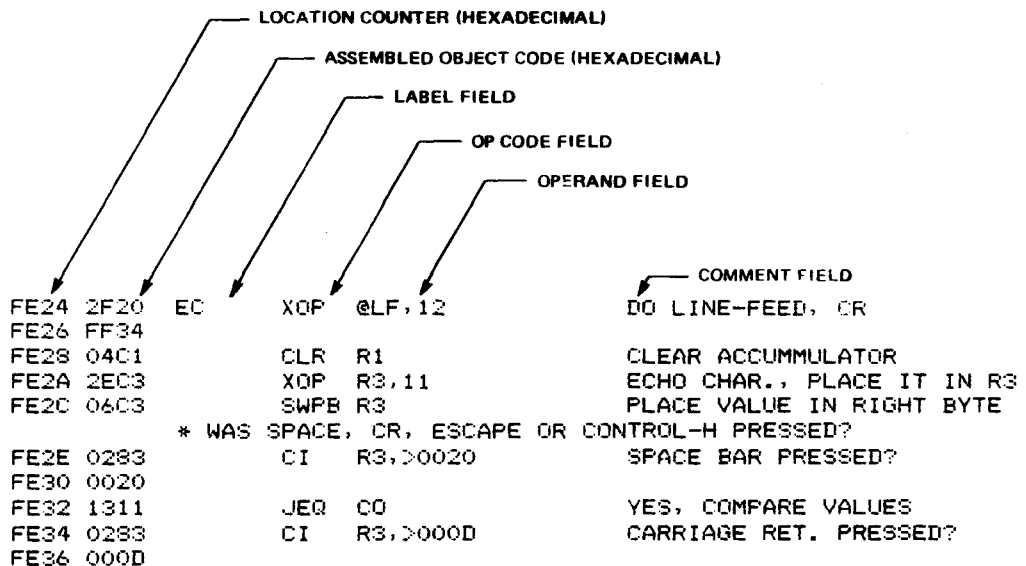 LOCATION COUNTER (HEXADECIMAL)
ASSEMBLED OBJECT CODE (HEXADECIMAL)
LABEL FIELD
OP CODE FIELD
OPERAND FIELD
COMMENT FIELD
FE24 2F20 EC XOP @LF,12 DO LINE-FEED, CR
FE26 FF34
FE28 04C1 CLR R1 CLEAR ACCUMMULATOR
FE2A 2EC3 XOP R3,11 ECHO CHAR., PLACE IT IN R3
FE2C 06C3 SWPB R3 PLACE VALUE IN RIGHT BYTE
* WAS SPACE, CR, ESCAPE OR CONTROL-H PRESSED?
FE2E 0283 CI R3,>0020 SPACE BAR PRESSED?
FE30 0020
FE32 1311 JEQ CO YES, COMPARE VALUES
FE34 0283 CI R3,>000D CARRIAGE RET. PRESSED?
FE36 000D